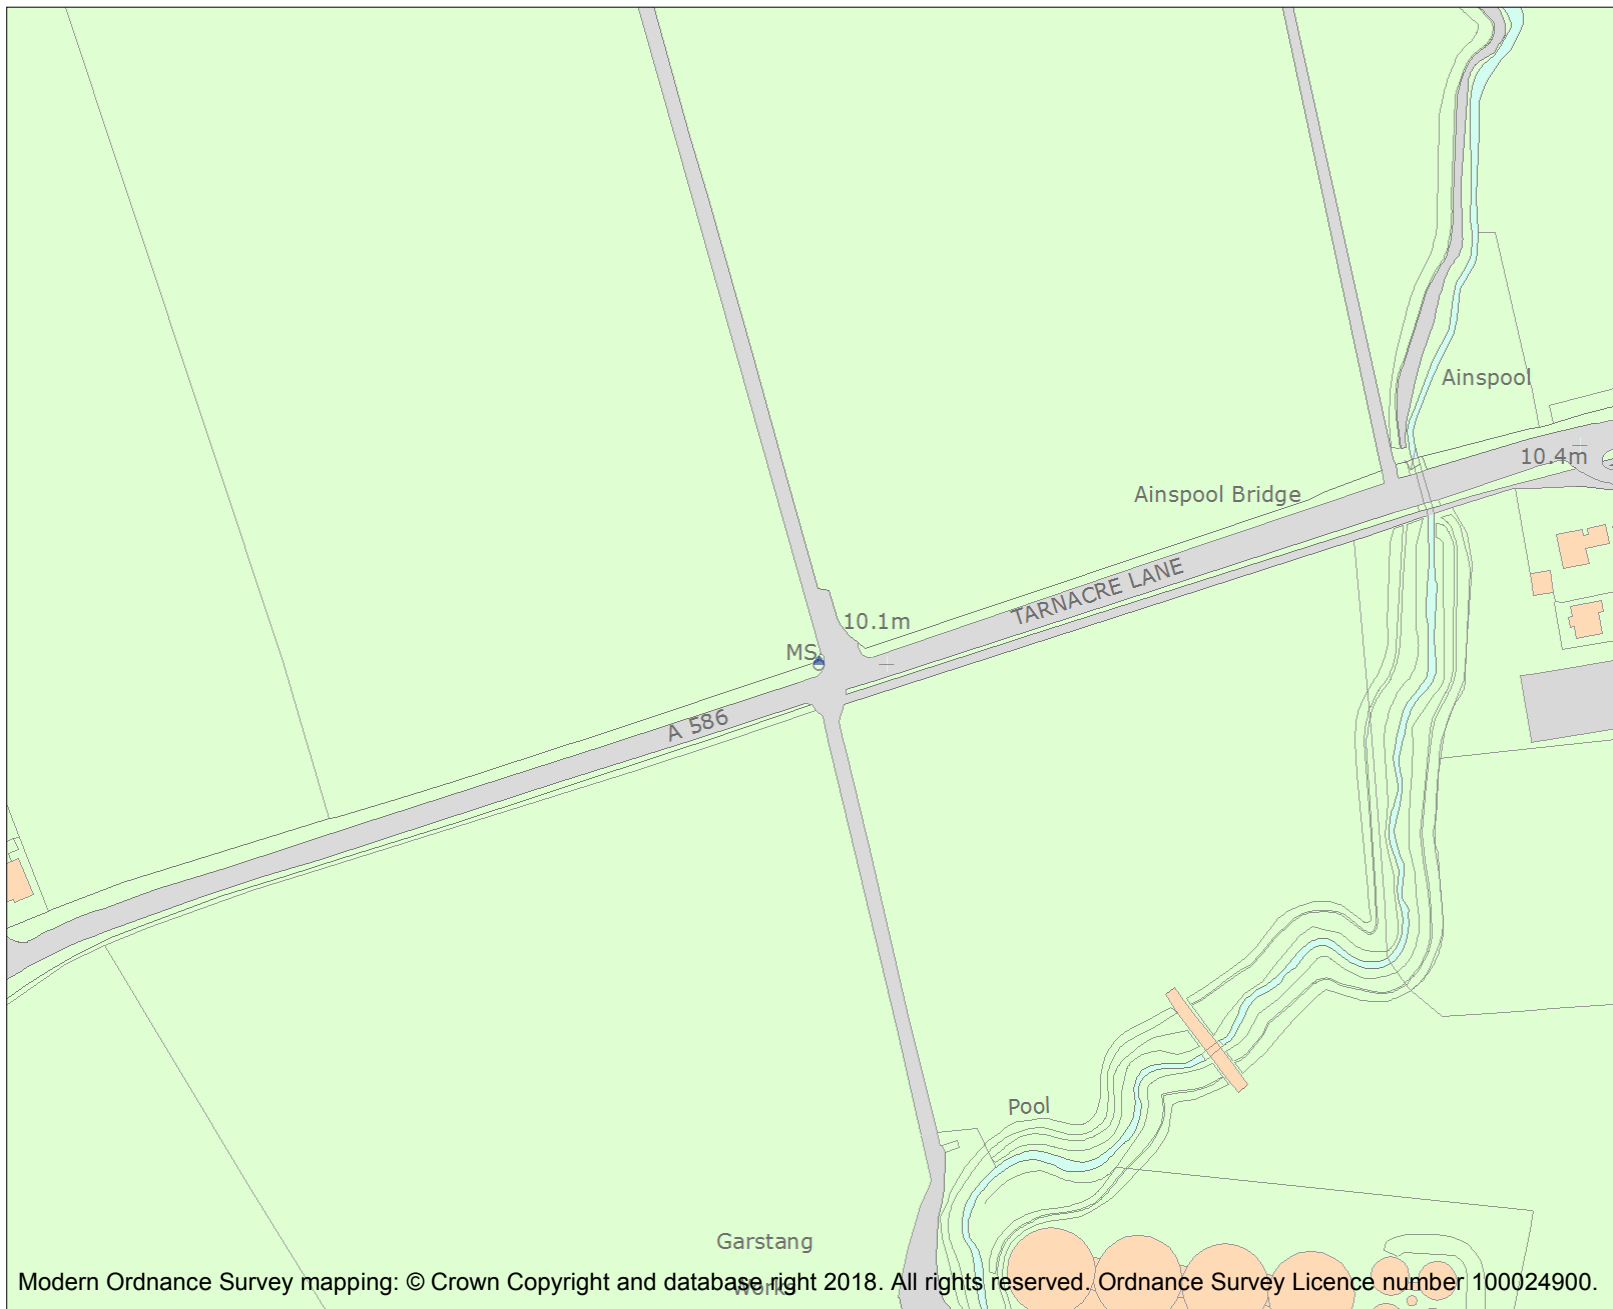 Ainspool
10.4m
Ainspool Bridge
TARNACRE LANE
10.1m
MS
A 586
Pool
Garstang
Works
Modern Ordnance Survey mapping: © Crown Copyright and database right 2018. All rights reserved. Ordnance Survey Licence number 100024900.